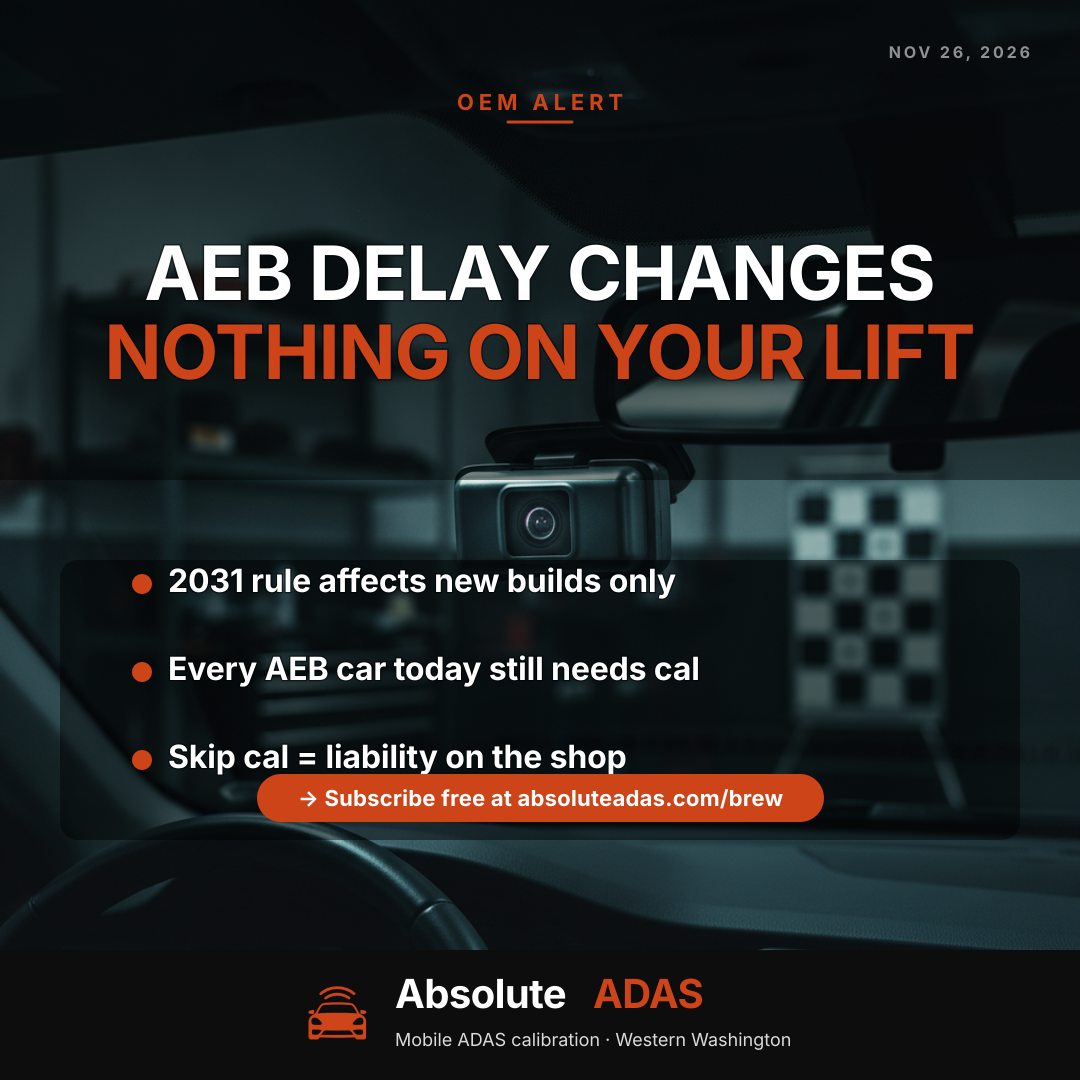 NOV 26, 2026
OEM ALERT
AEB DELAY CHANGES
NOTHING ON YOUR LIFT
2031 rule affects new builds only
Every AEB car today still needs cal
Skip cal = liability on the shop
→ Subscribe free at absoluteadas.com/brew
Absolute ADAS
Mobile ADAS calibration · Western Washington